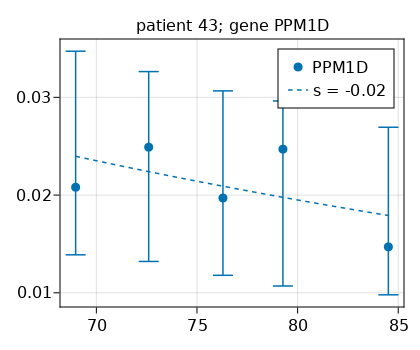 patient 43; gene PPM1D
PPM1D
s = -0.02
0.03
0.02
0.01
70 75 80 85